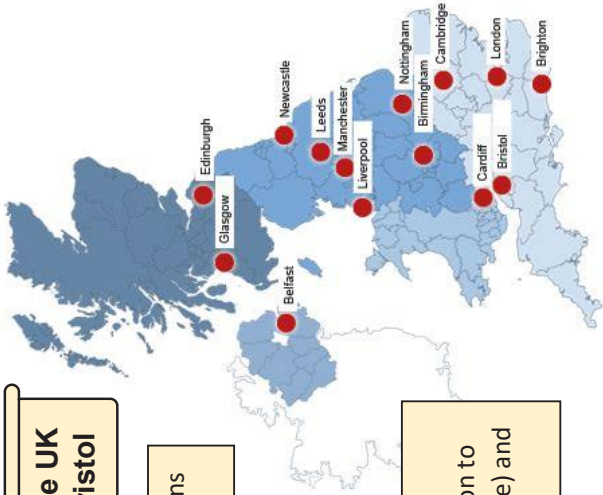 e UK
ristol
ns
on to
e) and
Edinburgh
Glasgow
Belfast
Newcastle
Leeds
Manchester
Liverpool
Nottingham
Birmingham
Cambridge
Cardiff
Bristol
London
Brighton